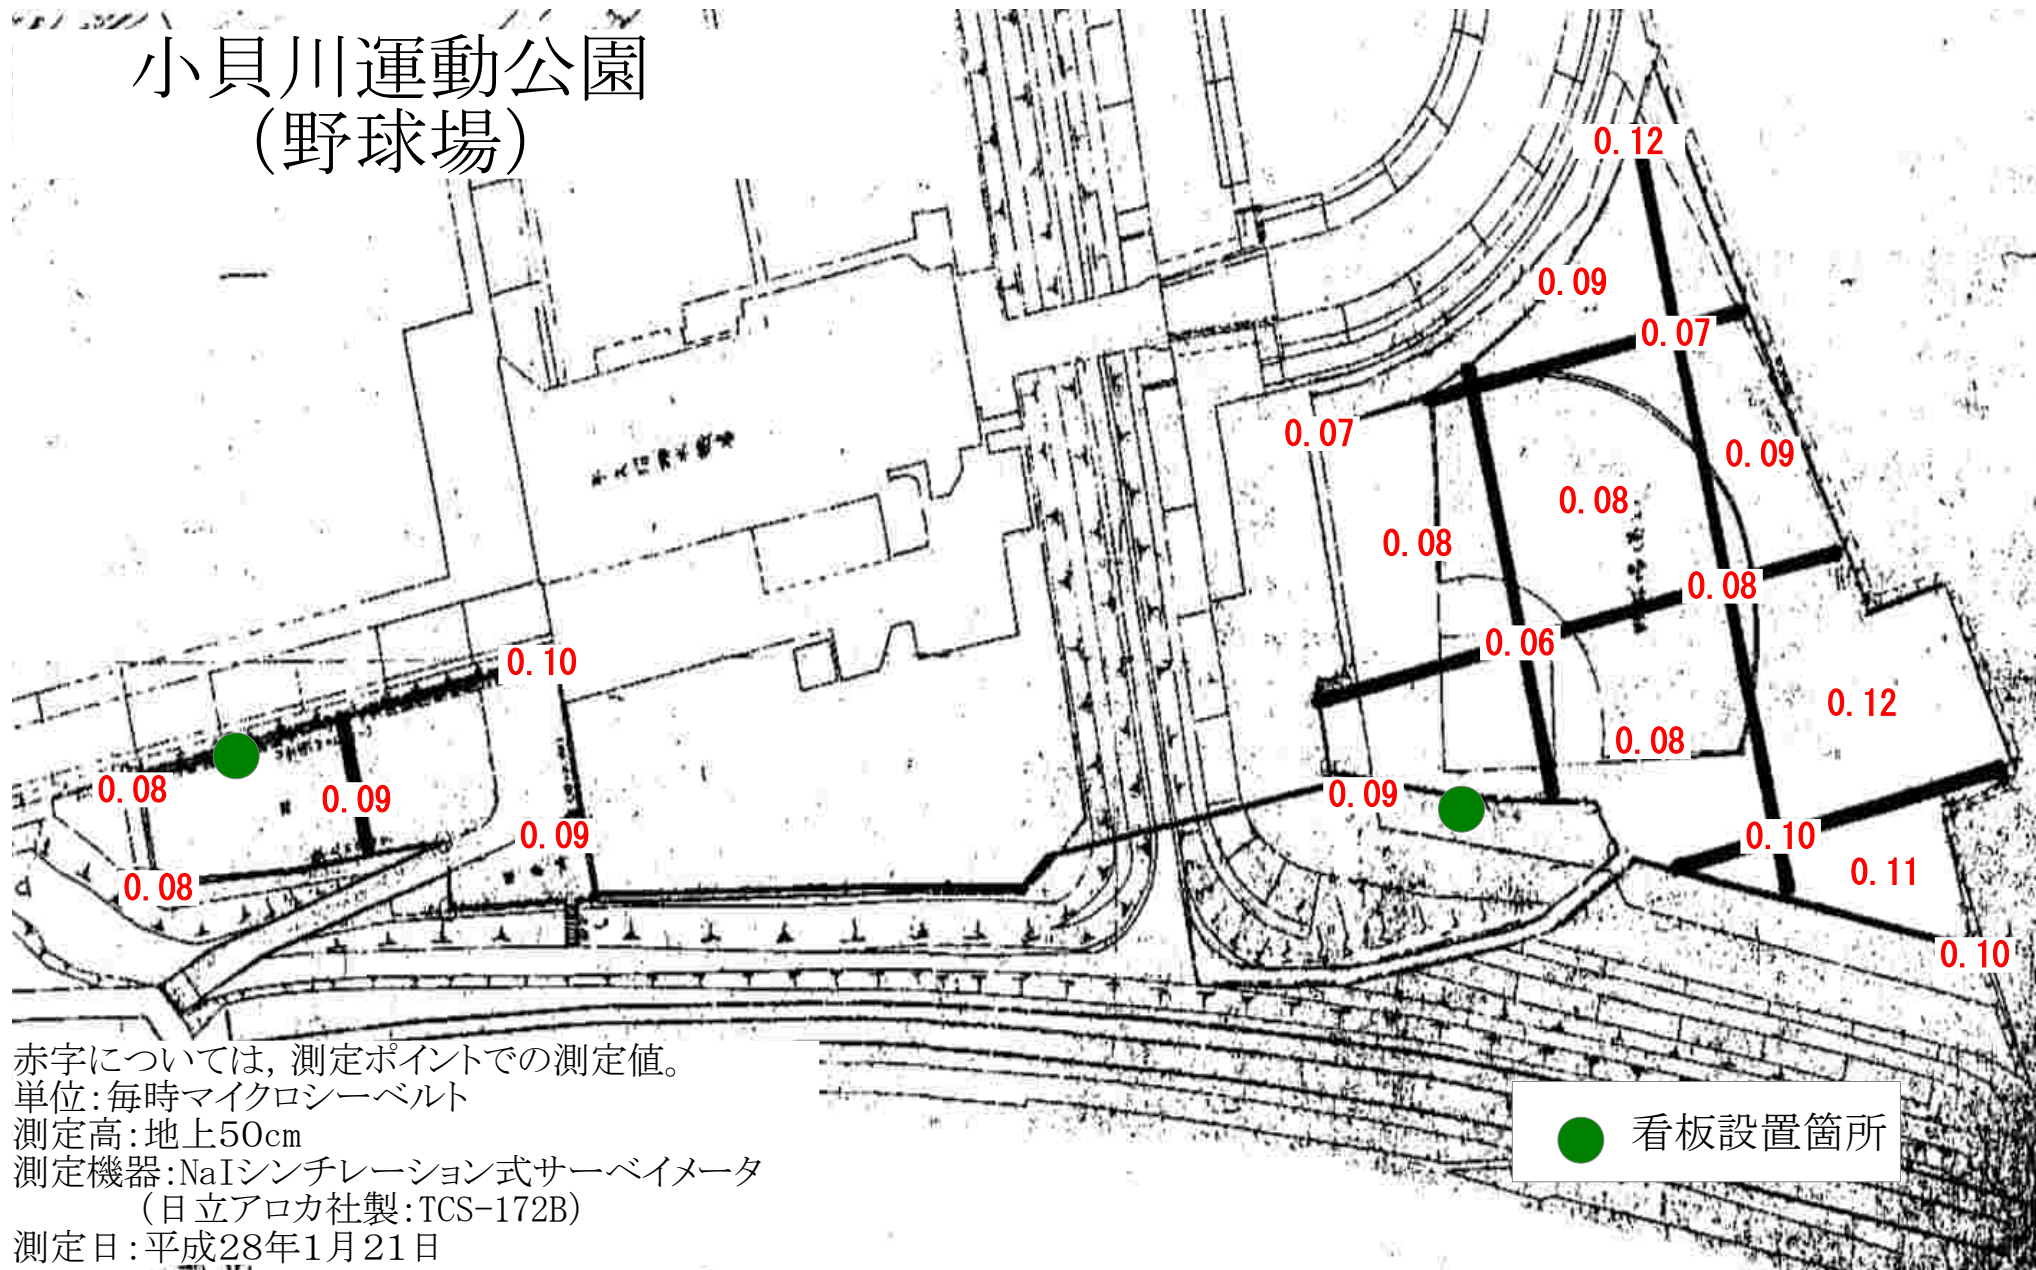 小貝川運動公園
（野球場）
0.12
0.09
0.07
0.07
0.09
0.08
0.08
0.08
0.06
0.10
0.12
0.08
0.08
0.09
0.09
0.09
0.10
0.11
0.08
0.10
赤字については，測定ポイントでの測定値。
単位：毎時マイクロシーベルト
測定高：地上50cm
測定機器：NaIシンチレーション式サーベイメータ
（日立アロカ社製：TCS-172B）
測定日：平成28年1月21日
看板設置箇所